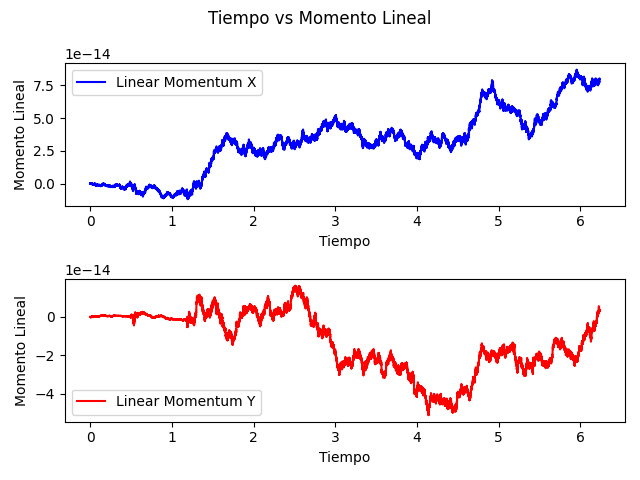 Tiempo vs Momento Lineal
1e−14
Linear Momentum X
7.5
5.0
2.5
0.0
Momento Lineal
0 1 2 3 4 5 6
Tiempo
1e−14
0
−2
−4
Momento Lineal
Linear Momentum Y
0 1 2 3 4 5 6
Tiempo